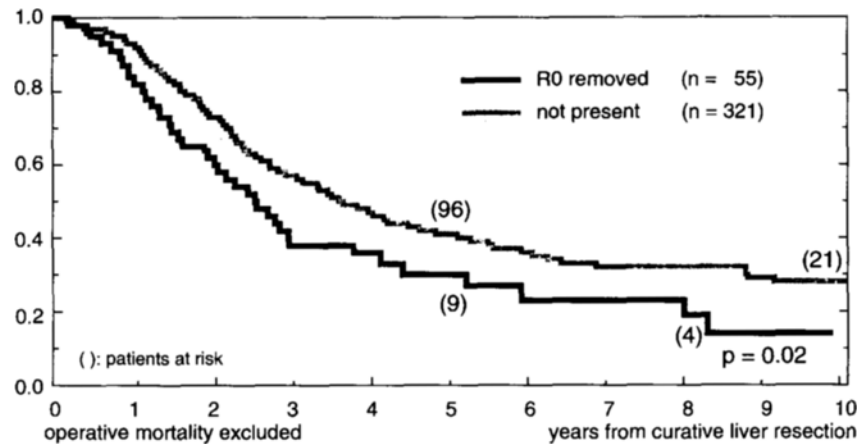 1.0
R0 removed (n = 55)
0.8
not present (n = 321)
0.6
(96)
0.4
(21)
(9)
0.2
(4)
( ): patients at risk
p = 0.02
0.0
0 1 2 3 4 5 6 7 8 9 10
operative mortality excluded years from curative liver resection